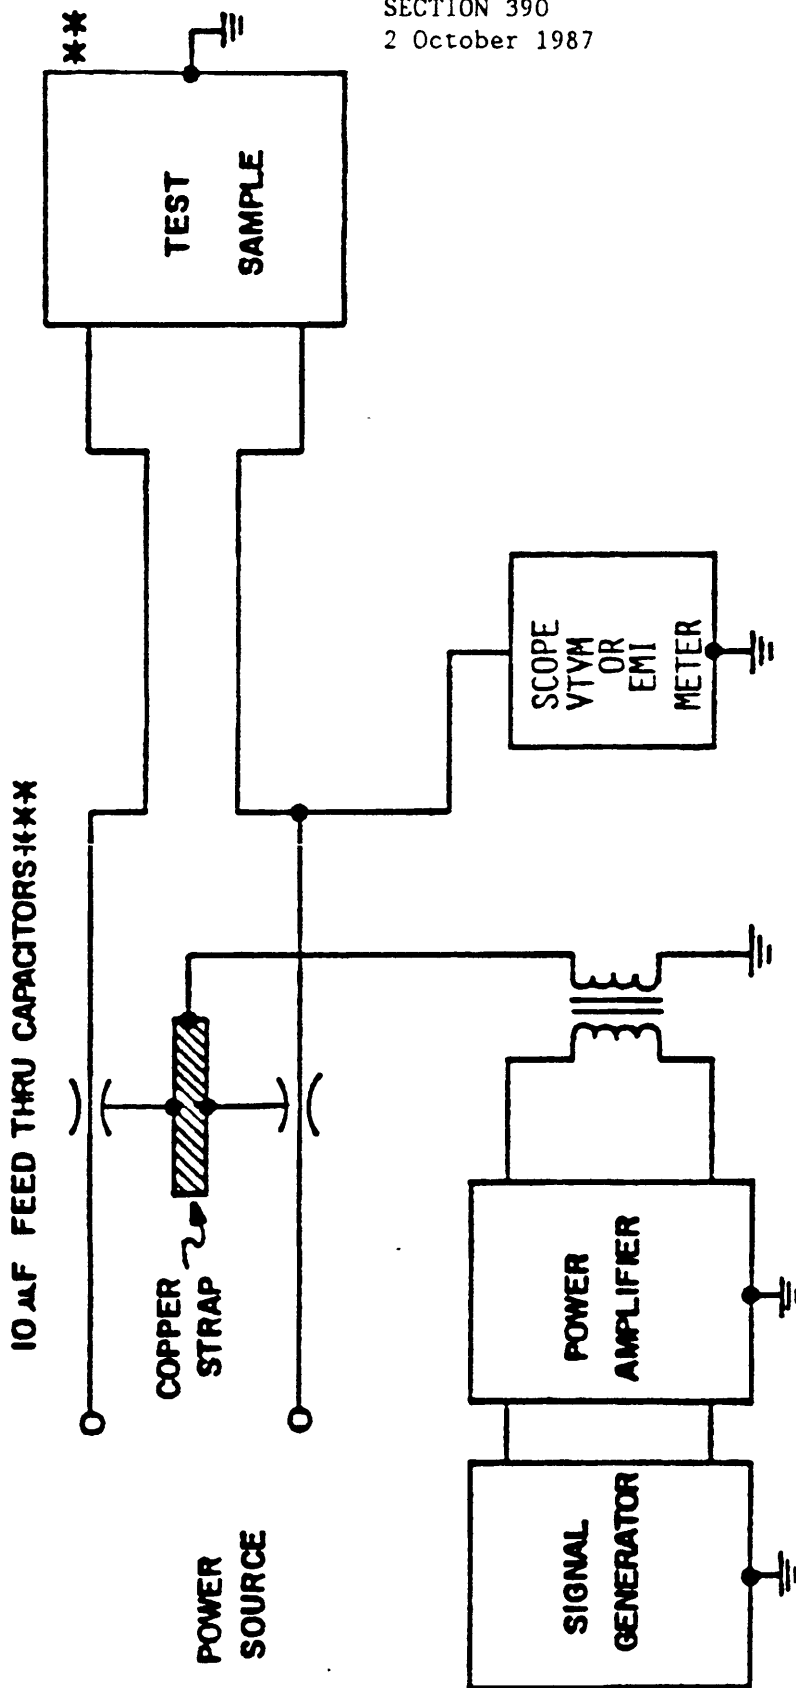 SECTION 390
2 October 1987
10 µF FEED THRU CAPACITORS***
**
TEST
SAMPLE
COPPER
STRAP
POWER
SOURCE
SCOPE
VTVM
OR
EMI
METER
POWER
AMPLIFIER
SIGNAL
GENERATOR